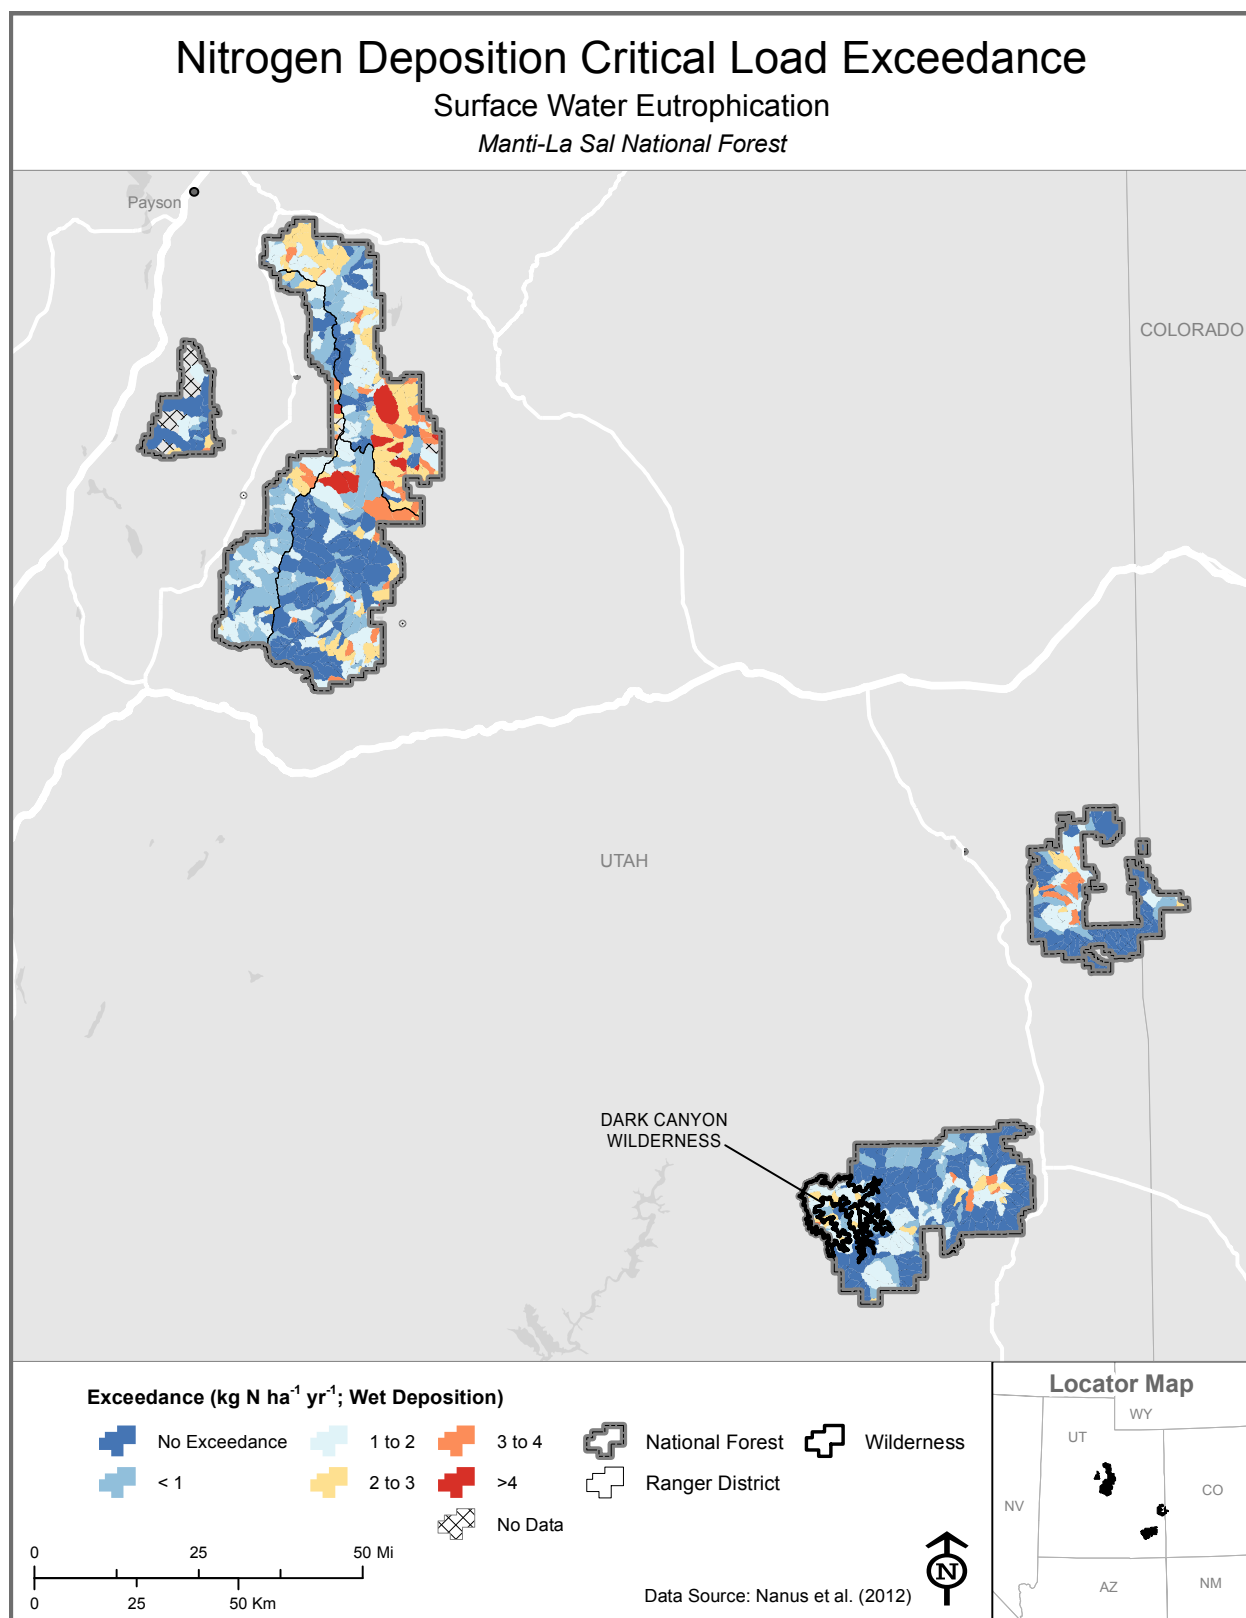 Nitrogen Deposition Critical Load Exceedance
Surface Water Eutrophication
Manti-La Sal National Forest
Payson
COLORADO
UTAH
DARK CANYON
WILDERNESS
Exceedance (kg N ha⁻¹ yr⁻¹; Wet Deposition)
No Exceedance
< 1
1 to 2
2 to 3
3 to 4
>4
No Data
National Forest
Ranger District
Wilderness
0 25 50 Mi
0 25 50 Km
Data Source: Nanus et al. (2012)
N
Locator Map
WY
UT
NV
CO
AZ
NM